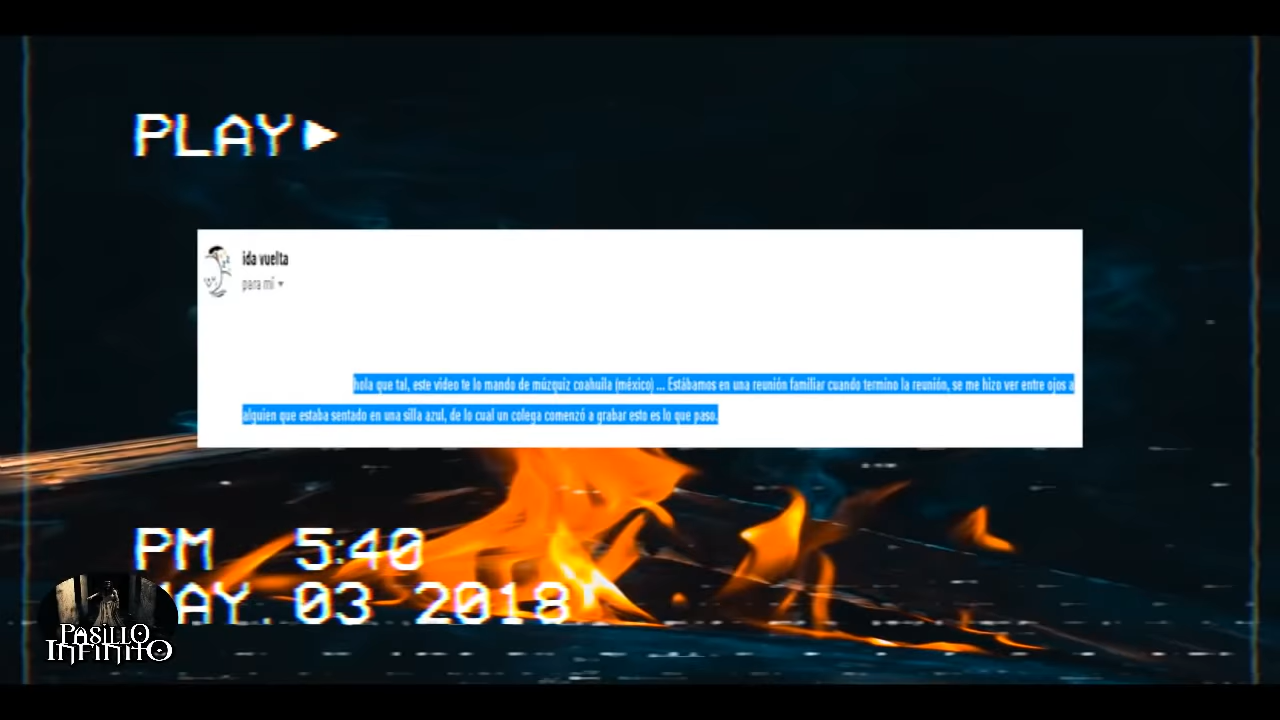 PLAY
ida vuelta
para mí
hola que tal, este video te lo mando de múzquiz coahuila (méxico) ... Estábamos en una reunión familiar cuando termino la reunión, se me hizo ver entre ojos a
alguien que estaba sentado en una silla azul, de lo cual un colega comenzó a grabar esto es lo que paso.
PM 5:40
MAY. 03 2018
PASILLO
INFINITO